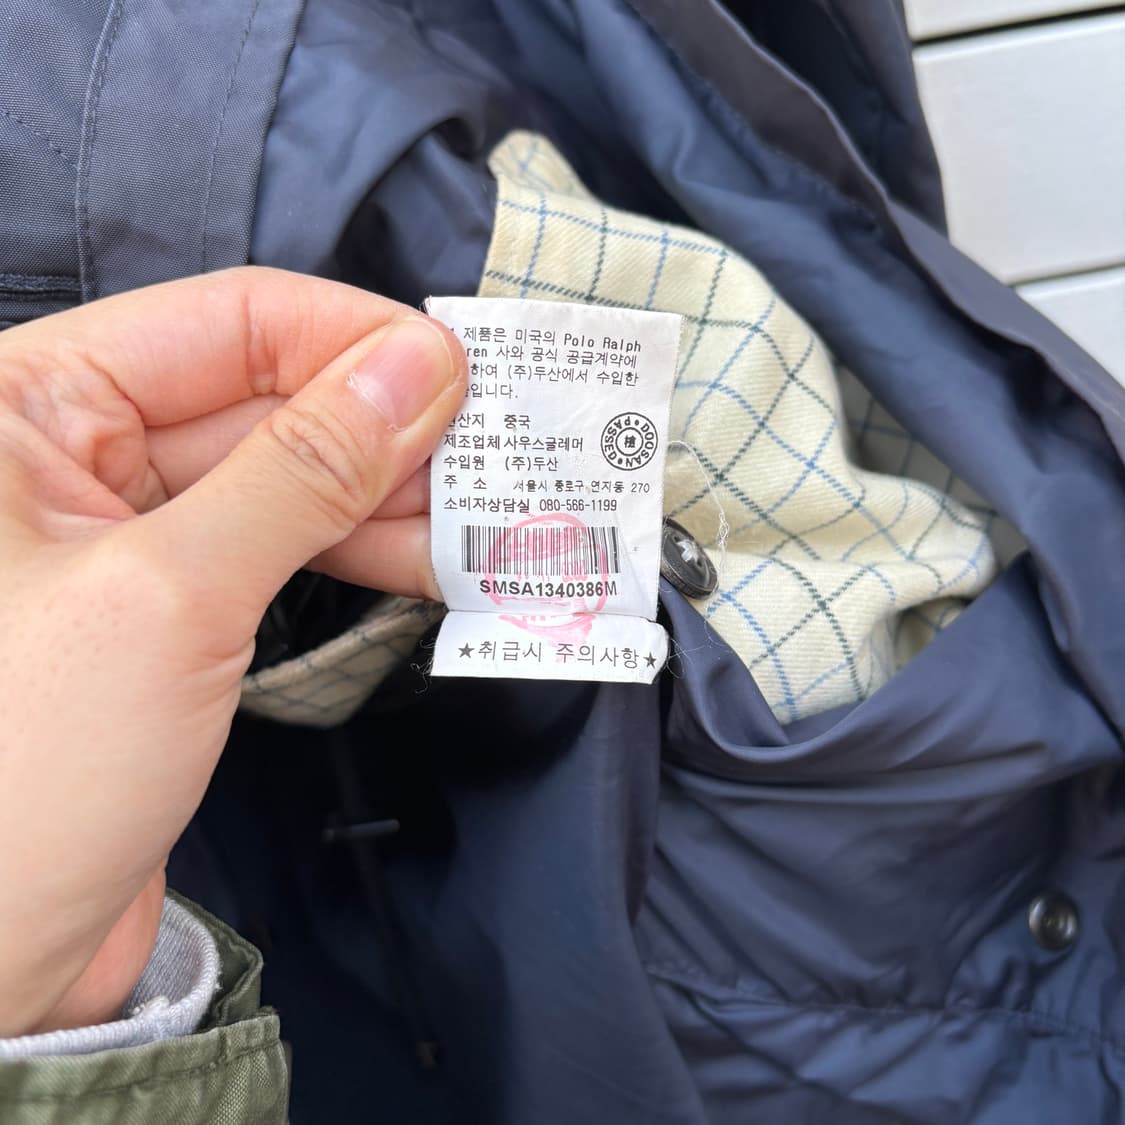 제품은 미국의 Polo Ralph
ren 사와 공식 공급계약에
하여 (주)두산에서 수입한
입니다.
산지 중국
제조업체 사우스글레머
수입원 (주)두산
주 소 서울시 종로구 연지동 270
소비자상담실 080-566-1199
DOOSAN • PASSED •
SMSA1340386M
★취급시 주의사항★